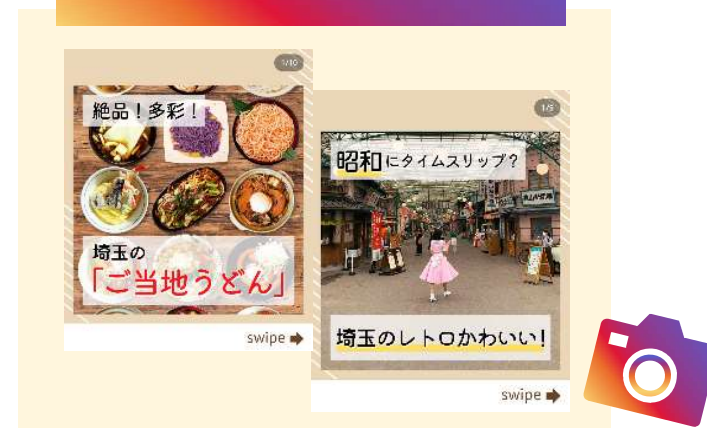 1/10
絶品！多彩！
埼玉の
「ご当地うどん」
swipe
1/5
昭和にタイムスリップ？
埼玉のレトロかわいい!
swipe